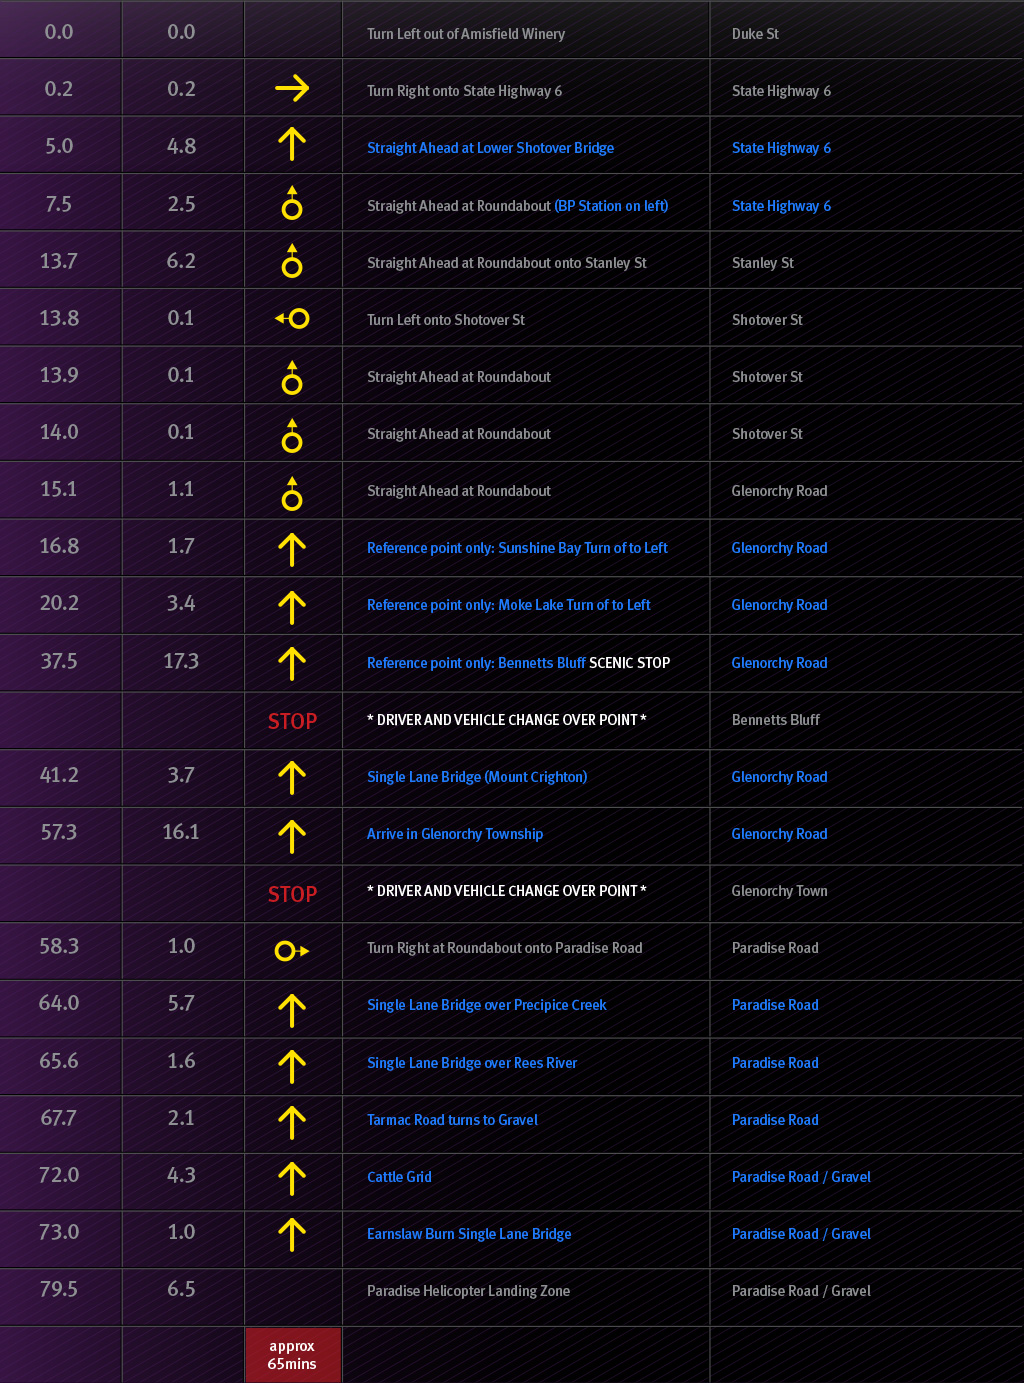 0.0 0.0 Turn Left out of Amisfield Winery Duke St
0.2 0.2 Turn Right onto State Highway 6 State Highway 6
5.0 4.8 Straight Ahead at Lower Shotover Bridge State Highway 6
7.5 2.5 Straight Ahead at Roundabout (BP Station on left) State Highway 6
13.7 6.2 Straight Ahead at Roundabout onto Stanley St Stanley St
13.8 0.1 Turn Left onto Shotover St Shotover St
13.9 0.1 Straight Ahead at Roundabout Shotover St
14.0 0.1 Straight Ahead at Roundabout Shotover St
15.1 1.1 Straight Ahead at Roundabout Glenorchy Road
16.8 1.7 Reference point only: Sunshine Bay Turn of to Left Glenorchy Road
20.2 3.4 Reference point only: Moke Lake Turn of to Left Glenorchy Road
37.5 17.3 Reference point only: Bennetts Bluff SCENIC STOP Glenorchy Road
STOP * DRIVER AND VEHICLE CHANGE OVER POINT * Bennetts Bluff
41.2 3.7 Single Lane Bridge (Mount Crighton) Glenorchy Road
57.3 16.1 Arrive in Glenorchy Township Glenorchy Road
STOP * DRIVER AND VEHICLE CHANGE OVER POINT * Glenorchy Town
58.3 1.0 Turn Right at Roundabout onto Paradise Road Paradise Road
64.0 5.7 Single Lane Bridge over Precipice Creek Paradise Road
65.6 1.6 Single Lane Bridge over Rees River Paradise Road
67.7 2.1 Tarmac Road turns to Gravel Paradise Road
72.0 4.3 Cattle Grid Paradise Road / Gravel
73.0 1.0 Earnslaw Burn Single Lane Bridge Paradise Road / Gravel
79.5 6.5 Paradise Helicopter Landing Zone Paradise Road / Gravel
approx
65mins